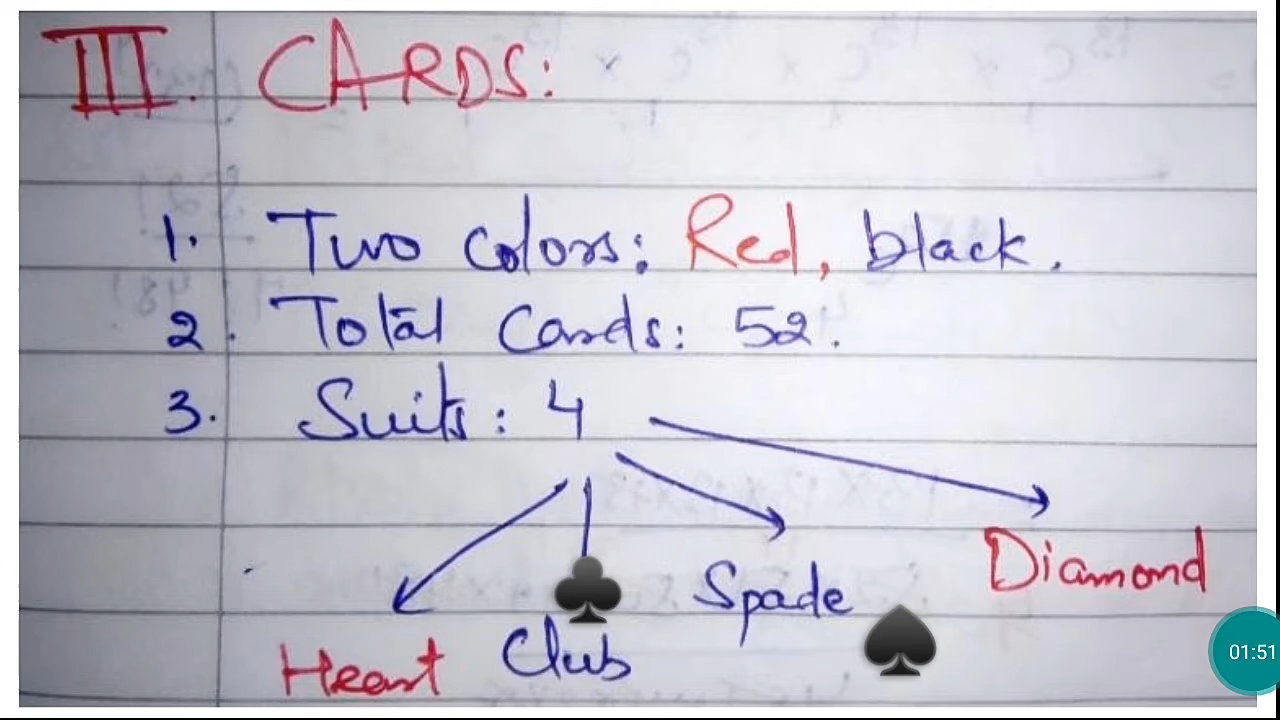 III. CARDS:
1. Two colors: Red, black.
2. Total Cards: 52.
3. Suits: 4
Heart Club Spade Diamond
01:51